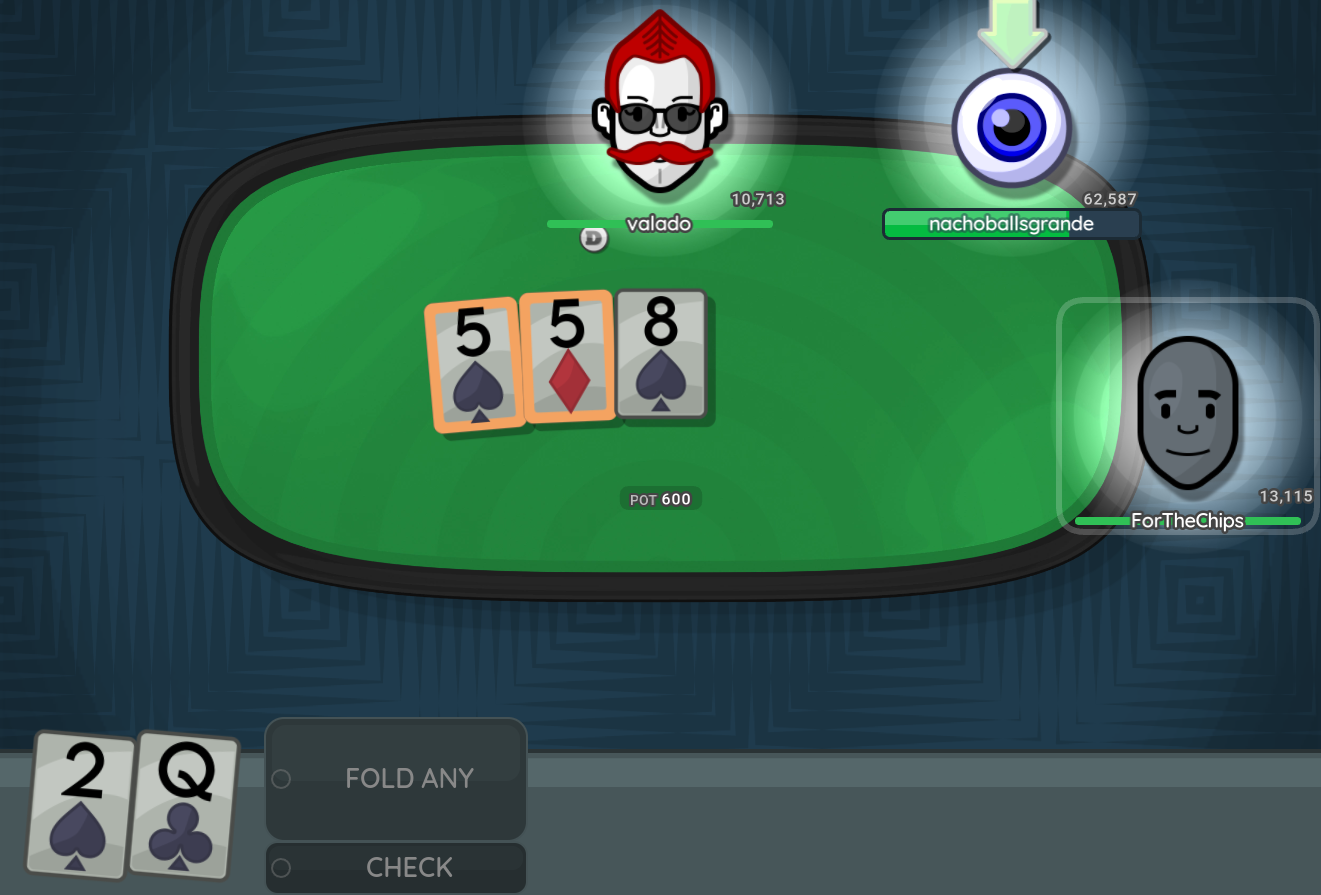 10,713
62,587
valado
nachoballsgrande
D
5 5 8
POT 600
13,115
ForTheChips
2 Q
FOLD ANY
CHECK